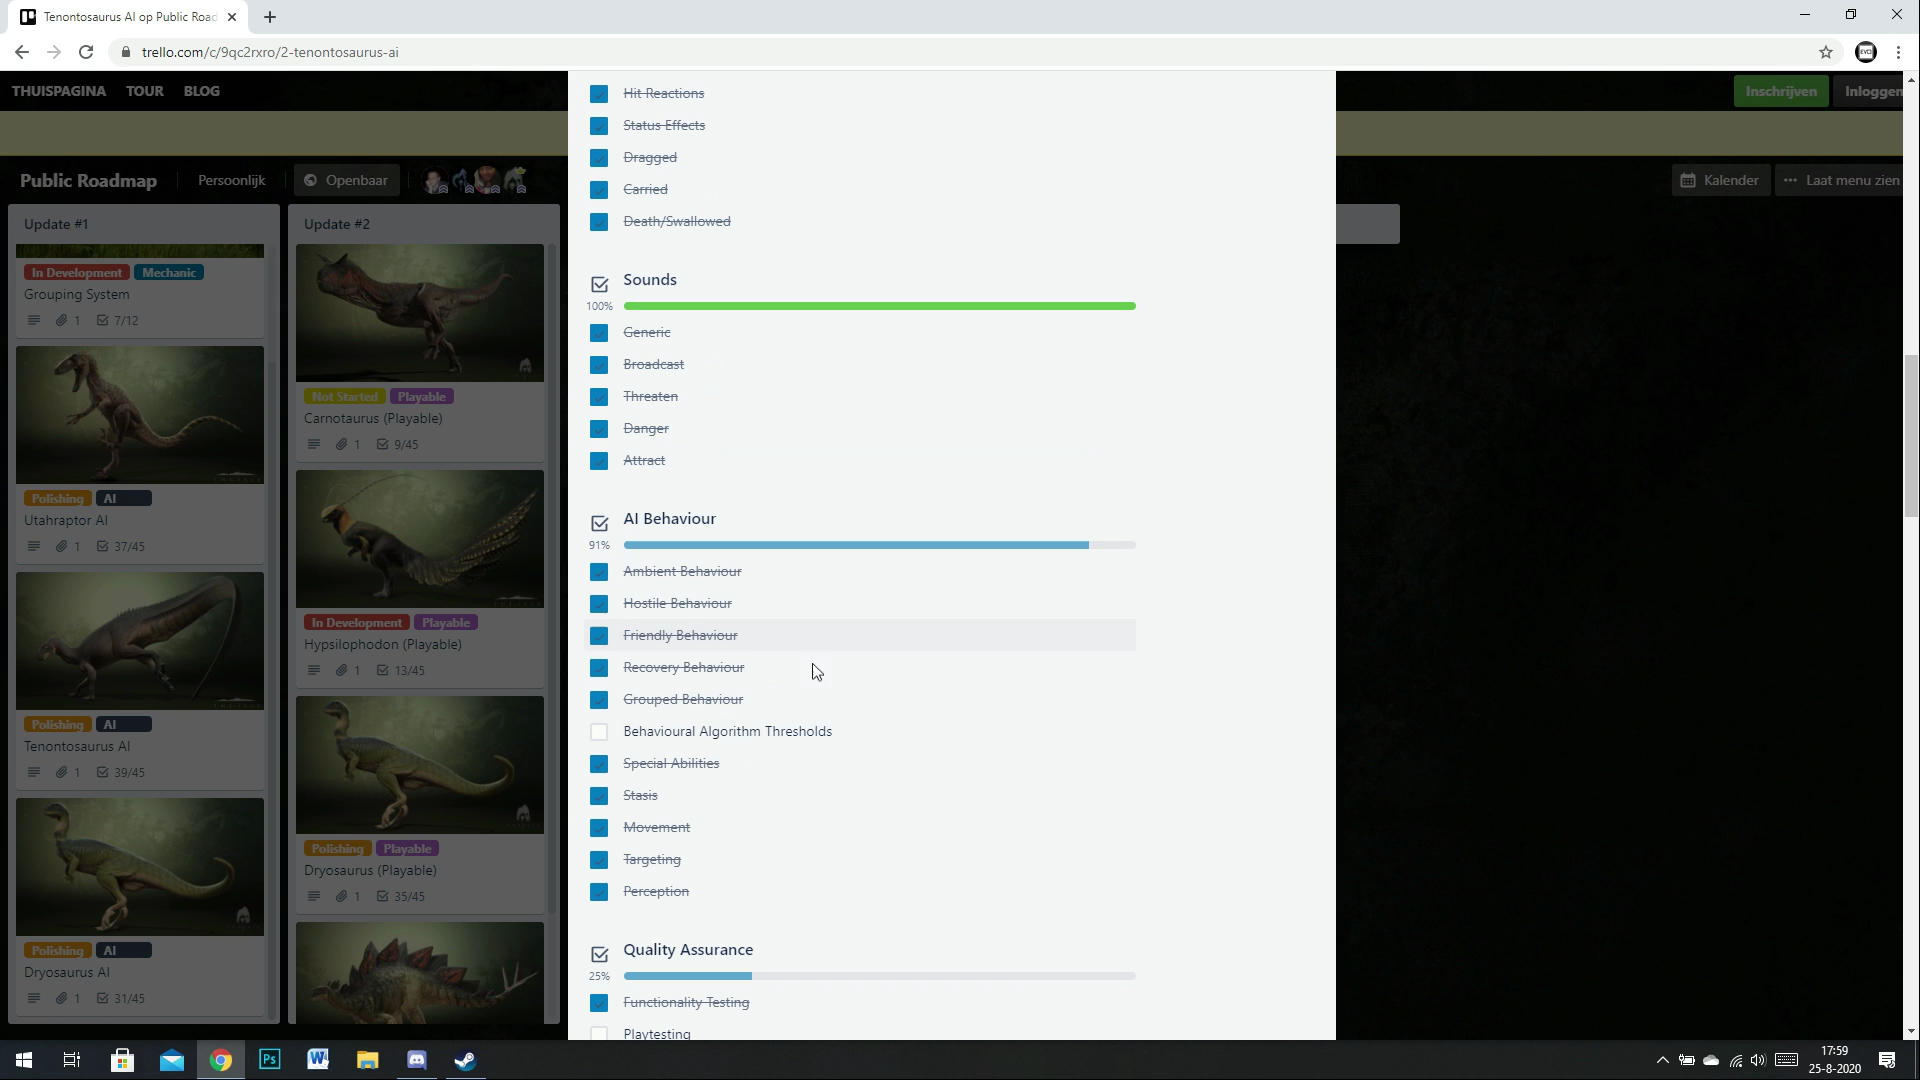 Tenontosaurus AI op Public Road
trello.com/c/9qc2rxro/2-tenontosaurus-ai
THUISPAGINA TOUR BLOG
Inschrijven Inloggen
Public Roadmap Persoonlijk Openbaar
Kalender Laat menu zien
Update #1
In Development Mechanic
Grouping System
1 7/12
Polishing AI
Utahraptor AI
1 37/45
Polishing AI
Tenontosaurus AI
1 39/45
Polishing AI
Dryosaurus AI
1 31/45
Update #2
Not Started Playable
Carnotaurus (Playable)
1 9/45
In Development Playable
Hypsilophodon (Playable)
1 13/45
Polishing Playable
Dryosaurus (Playable)
1 35/45
Hit Reactions
Status Effects
Dragged
Carried
Death/Swallowed
Sounds
100%
Generic
Broadcast
Threaten
Danger
Attract
AI Behaviour
91%
Ambient Behaviour
Hostile Behaviour
Friendly Behaviour
Recovery Behaviour
Grouped Behaviour
Behavioural Algorithm Thresholds
Special Abilities
Stasis
Movement
Targeting
Perception
Quality Assurance
25%
Functionality Testing
Playtesting
Ps
W
17:59
25-8-2020